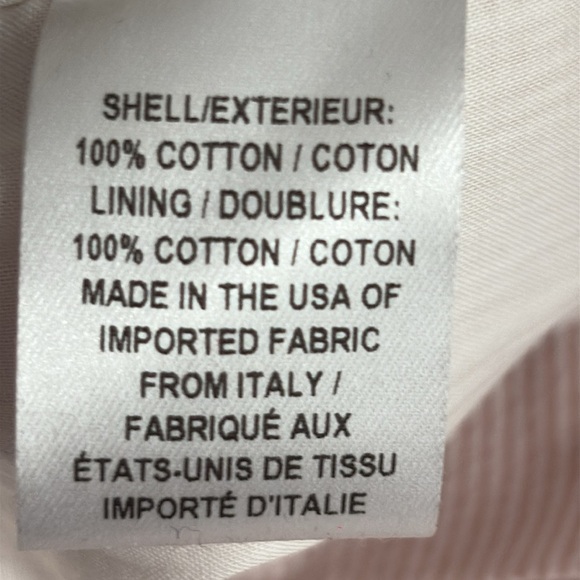 SHELL/EXTERIEUR:
100% COTTON / COTON
LINING / DOUBLURE:
100% COTTON / COTON
MADE IN THE USA OF
IMPORTED FABRIC
FROM ITALY /
FABRIQUÉ AUX
ÉTATS-UNIS DE TISSU
IMPORTÉ D'ITALIE